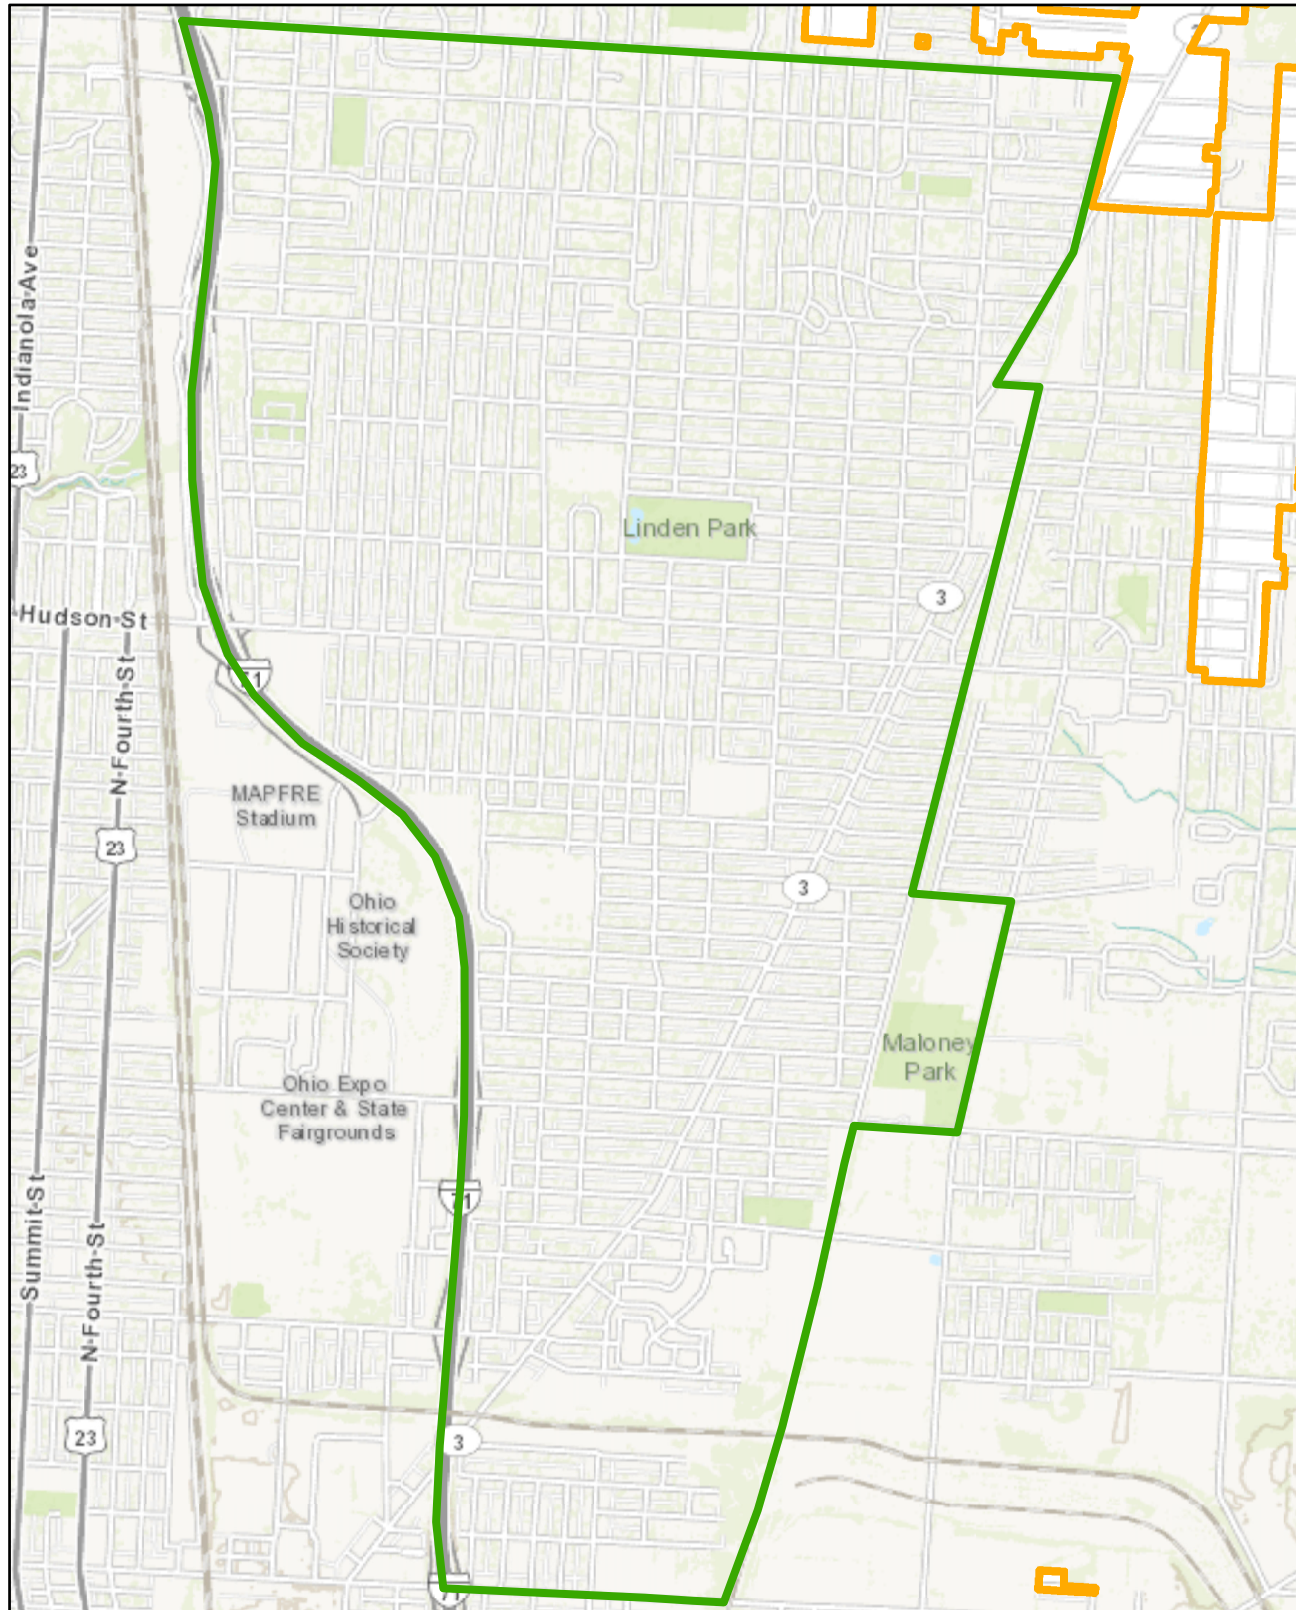 Indianola Ave
23
Linden Park
3
Hudson St
N Fourth St
71
MAPFRE
Stadium
23
3
Ohio
Historical
Society
Maloney
Park
Ohio Expo
Center & State
Fairgrounds
71
Summit St
N Fourth St
23
3
71